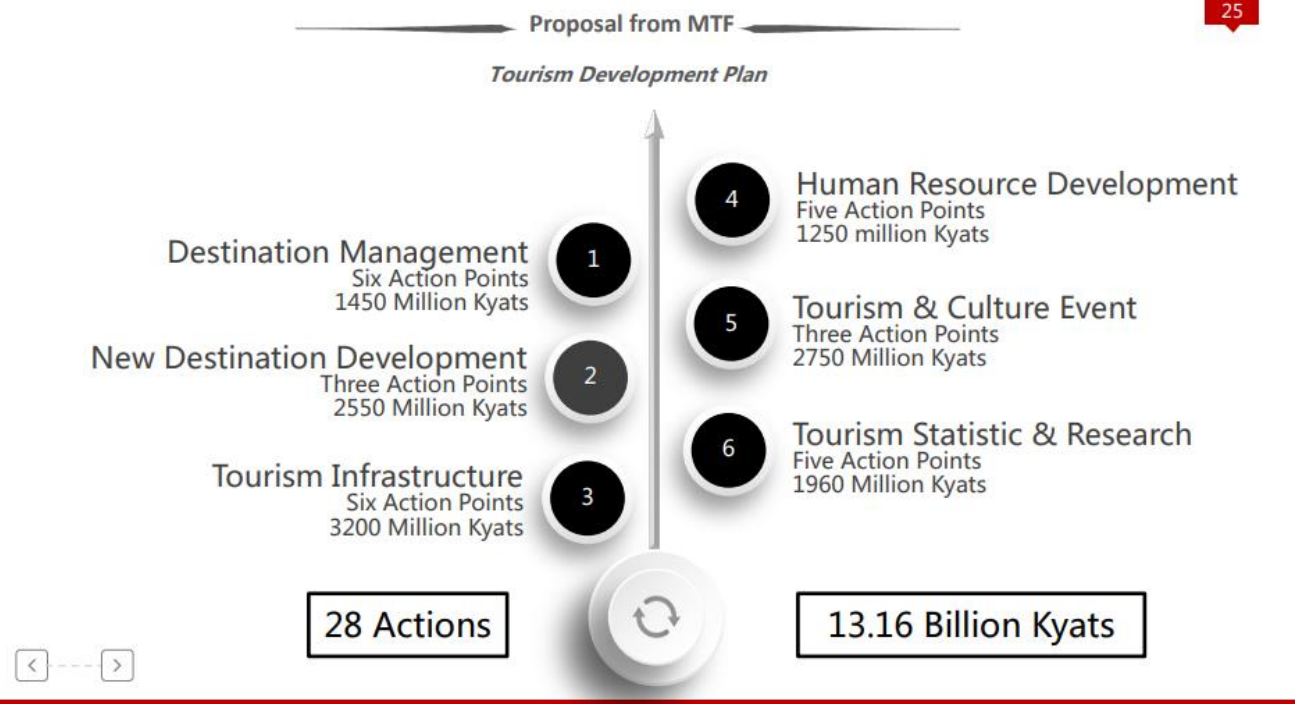 Proposal from MTF
25
Tourism Development Plan
1
Destination Management
Six Action Points
1450 Million Kyats
2
New Destination Development
Three Action Points
2550 Million Kyats
3
Tourism Infrastructure
Six Action Points
3200 Million Kyats
4
Human Resource Development
Five Action Points
1250 million Kyats
5
Tourism & Culture Event
Three Action Points
2750 Million Kyats
6
Tourism Statistic & Research
Five Action Points
1960 Million Kyats
28 Actions
13.16 Billion Kyats